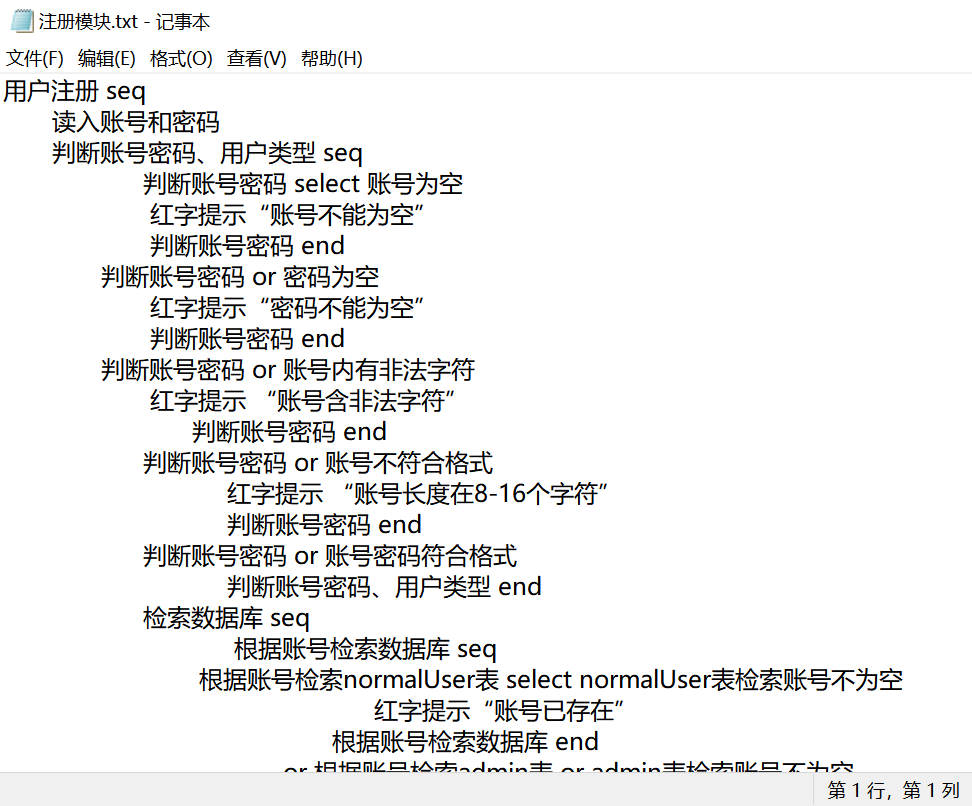 注册模块.txt - 记事本
文件(F) 编辑(E) 格式(O) 查看(V) 帮助(H)
用户注册 seq
读入账号和密码
判断账号密码、用户类型 seq
判断账号密码 select 账号为空
红字提示“账号不能为空”
判断账号密码 end
判断账号密码 or 密码为空
红字提示“密码不能为空”
判断账号密码 end
判断账号密码 or 账号内有非法字符
红字提示 “账号含非法字符”
判断账号密码 end
判断账号密码 or 账号不符合格式
红字提示 “账号长度在8-16个字符”
判断账号密码 end
判断账号密码 or 账号密码符合格式
判断账号密码、用户类型 end
检索数据库 seq
根据账号检索数据库 seq
根据账号检索normalUser表 select normalUser表检索账号不为空
红字提示“账号已存在”
根据账号检索数据库 end
or 根据账号检索admin表 or admin表检索账号不为空
第 1 行，第 1 列